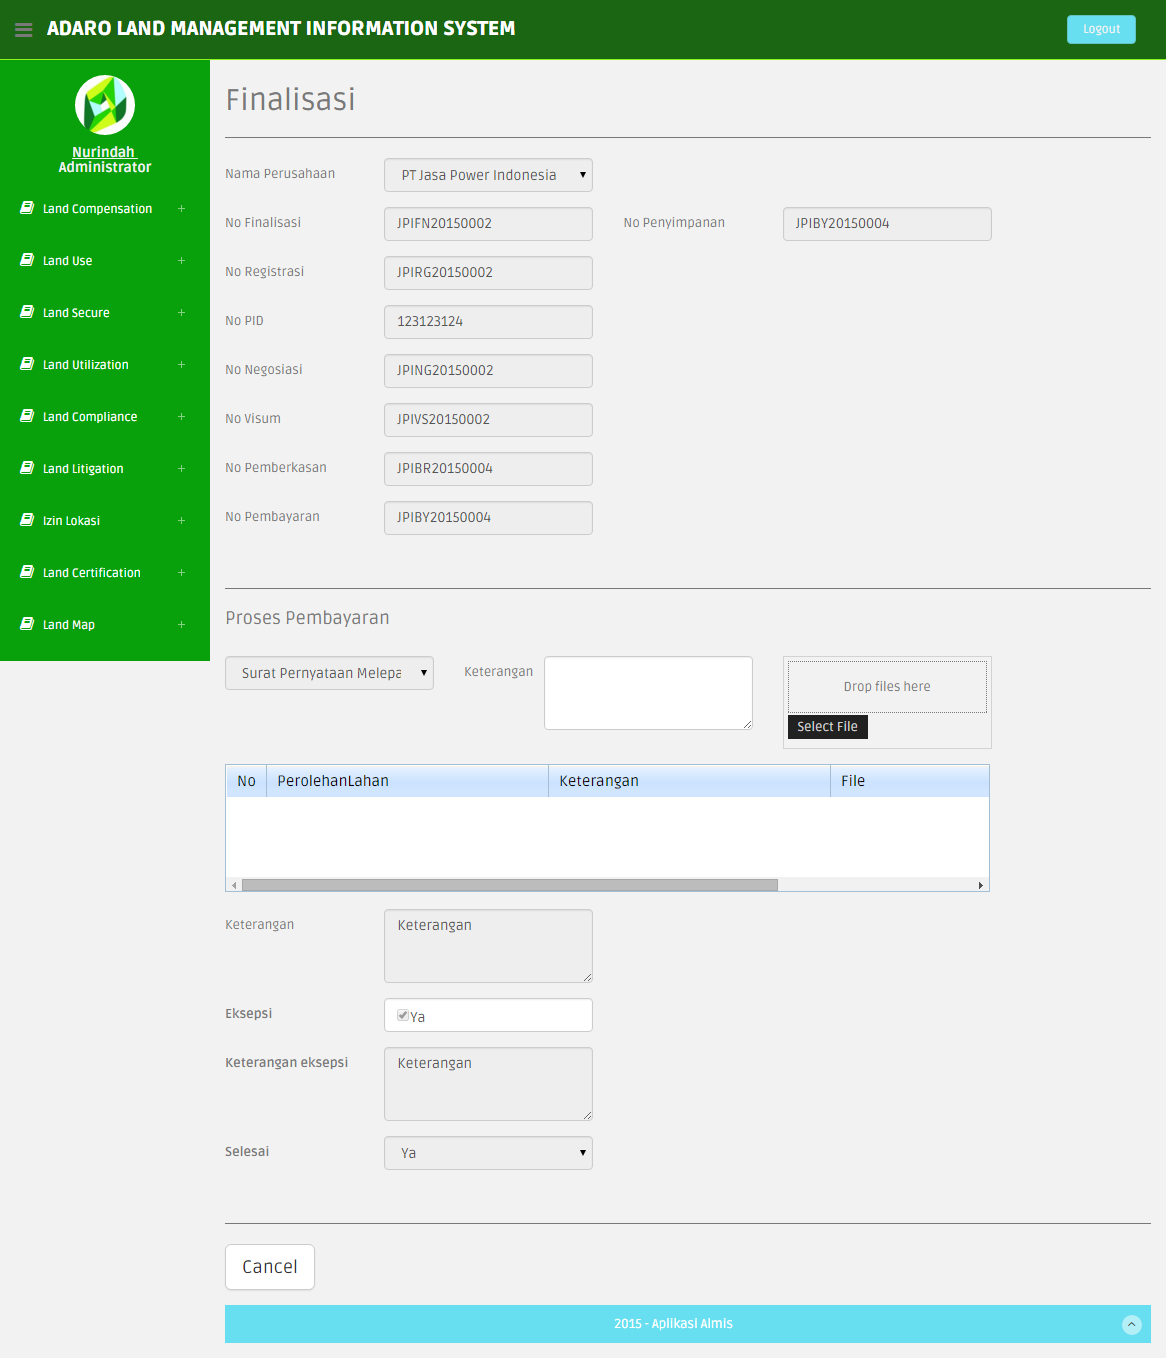 ADARO LAND MANAGEMENT INFORMATION SYSTEM
Logout
Nurindah
Administrator
Land Compensation
Land Use
Land Secure
Land Utilization
Land Compliance
Land Litigation
Izin Lokasi
Land Certification
Land Map
Finalisasi
Nama Perusahaan PT Jasa Power Indonesia
No Finalisasi JPIFN20150002 No Penyimpanan JPIBY20150004
No Registrasi JPIRG20150002
No PID 123123124
No Negosiasi JPING20150002
No Visum JPIVS20150002
No Pemberkasan JPIBR20150004
No Pembayaran JPIBY20150004
Proses Pembayaran
Surat Pernyataan Melepa Keterangan Drop files here
Select File
No PerolehanLahan Keterangan File
Keterangan Keterangan
Eksepsi Ya
Keterangan eksepsi Keterangan
Selesai Ya
Cancel
2015 - Aplikasi Almis